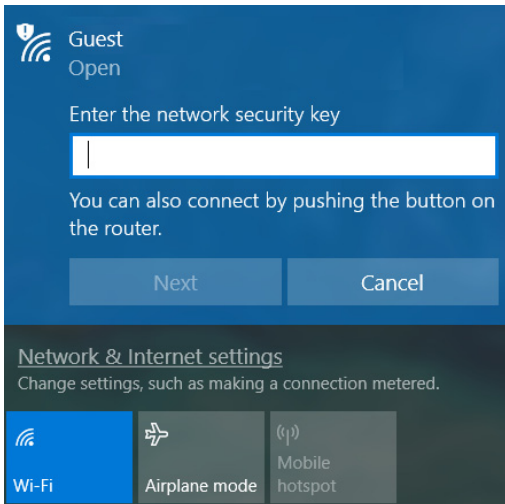 Guest
Open
Enter the network security key
You can also connect by pushing the button on
the router.
Next Cancel
Network & Internet settings
Change settings, such as making a connection metered.
Wi-Fi
Airplane mode
Mobile
hotspot